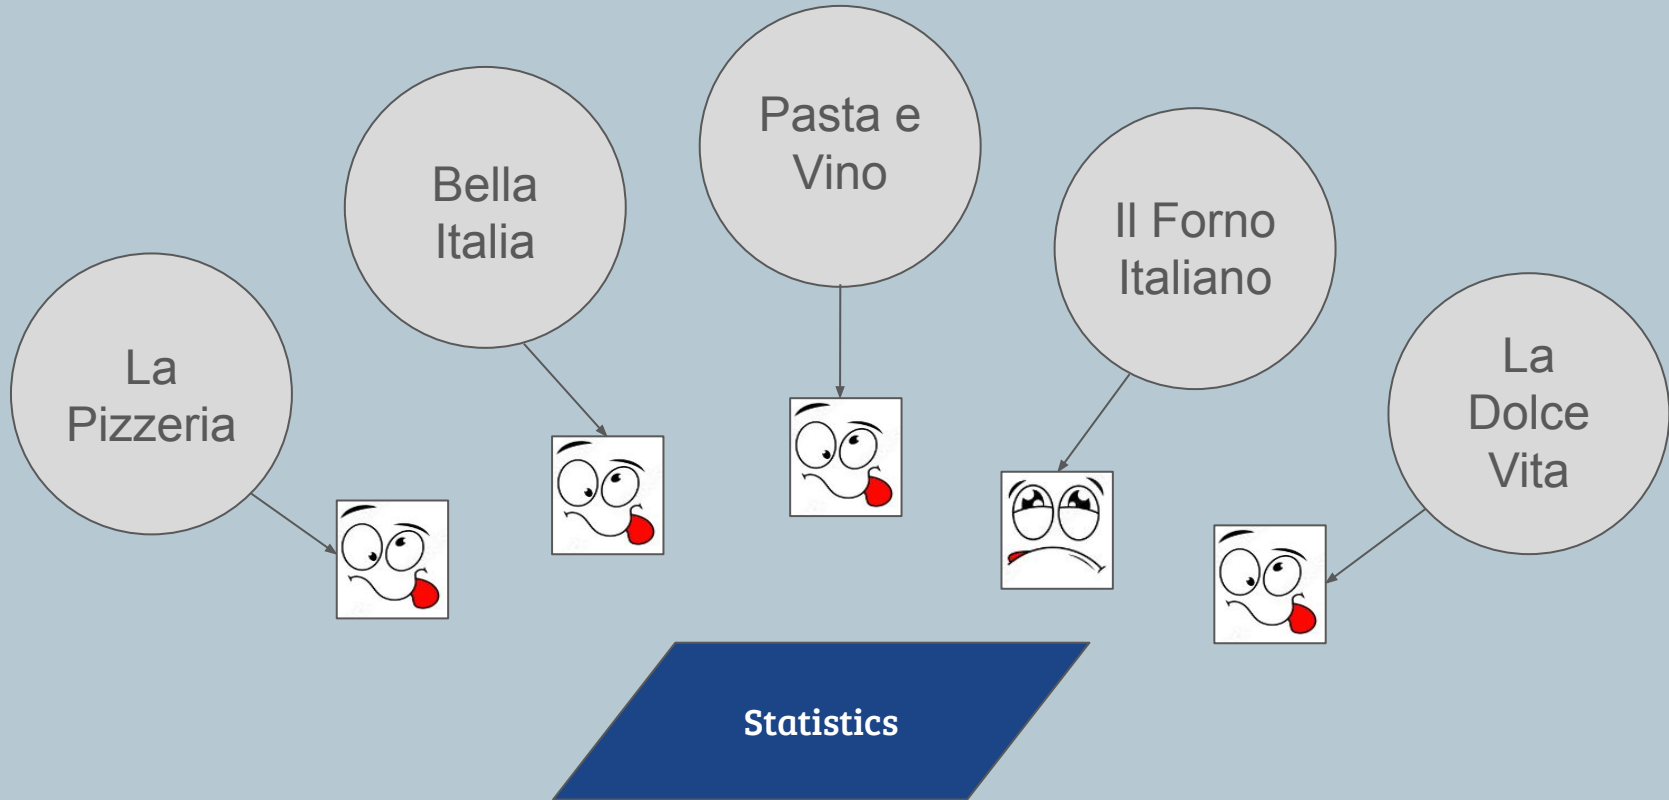 La
Pizzeria
Bella
Italia
Pasta e
Vino
Il Forno
Italiano
La
Dolce
Vita
Statistics